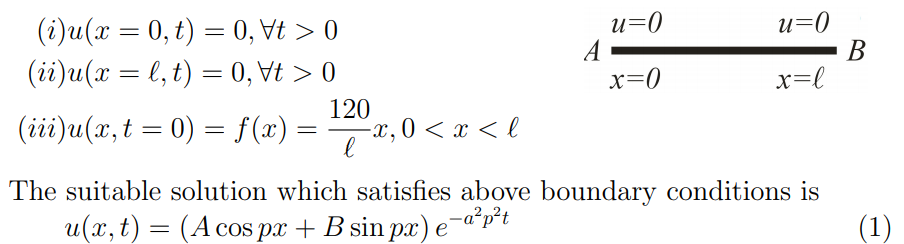 (i)u(x = 0, t) = 0, ∀t > 0
(ii)u(x = ℓ, t) = 0, ∀t > 0
(iii)u(x, t = 0) = f(x) = \frac{120}{ℓ}x, 0 < x < ℓ
u=0 u=0
A B
x=0 x=ℓ
The suitable solution which satisfies above boundary conditions is
u(x, t) = (A cos px + B sin px) e^{-a^2p^2t} (1)